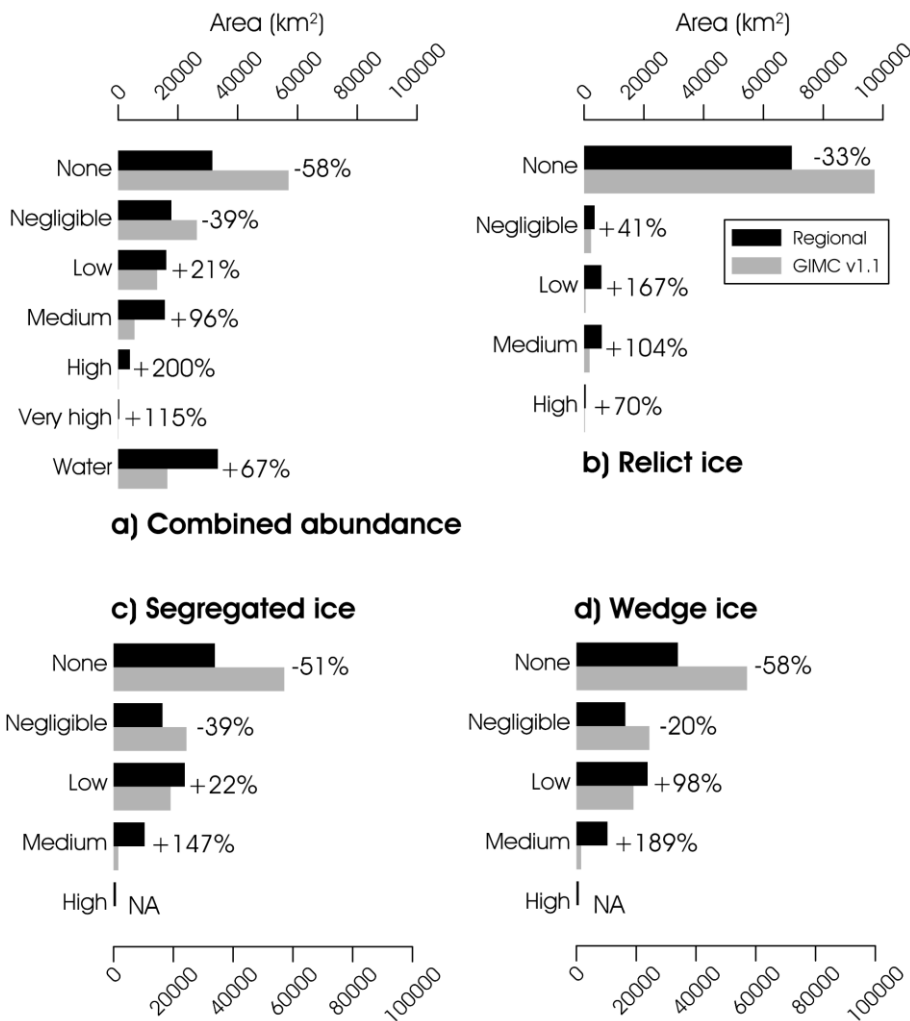 Area (km²)
0 20000 40000 60000 80000 100000
None -58%
Negligible -39%
Low +21%
Medium +96%
High +200%
Very high +115%
Water +67%
a) Combined abundance
Area (km²)
0 20000 40000 60000 80000 100000
None -33%
Negligible +41%
Low +167%
Medium +104%
High +70%
Regional
GIMC v1.1
b) Relict ice
c) Segregated ice
None -51%
Negligible -39%
Low +22%
Medium +147%
High NA
0 20000 40000 60000 80000 100000
d) Wedge ice
None -58%
Negligible -20%
Low +98%
Medium +189%
High NA
0 20000 40000 60000 80000 100000